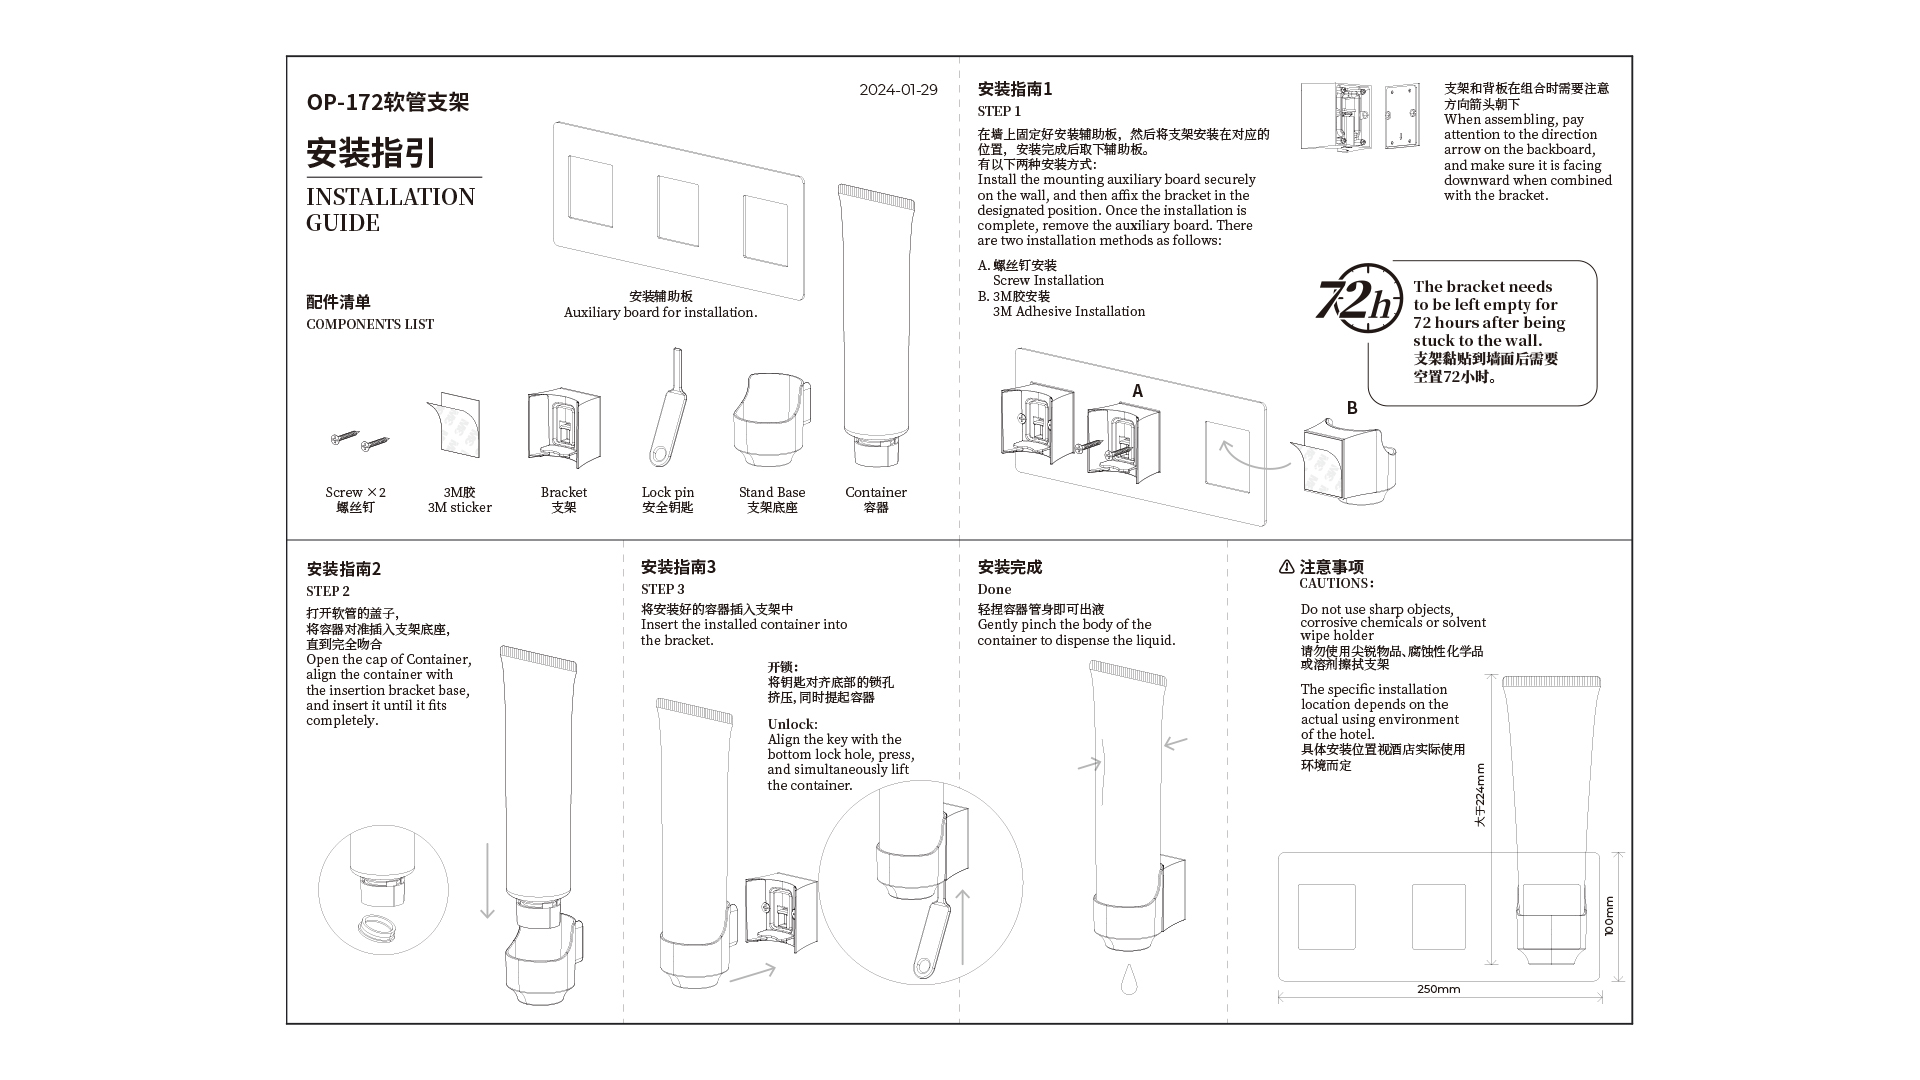 OP-172软管支架
安装指引
INSTALLATION
GUIDE
2024-01-29
安装辅助板
Auxiliary board for installation.
配件清单
COMPONENTS LIST
Screw ×2
螺丝钉
3M胶
3M sticker
Bracket
支架
Lock pin
安全钥匙
Stand Base
支架底座
Container
容器
安装指南1
STEP 1
在墙上固定好安装辅助板，然后将支架安装在对应的
位置，安装完成后取下辅助板。
有以下两种安装方式：
Install the mounting auxiliary board securely
on the wall, and then affix the bracket in the
designated position. Once the installation is
complete, remove the auxiliary board. There
are two installation methods as follows:
A. 螺丝钉安装
Screw Installation
B. 3M胶安装
3M Adhesive Installation
支架和背板在组合时需要注意
方向箭头朝下
When assembling, pay
attention to the direction
arrow on the backboard,
and make sure it is facing
downward when combined
with the bracket.
72h
The bracket needs
to be left empty for
72 hours after being
stuck to the wall.
支架黏贴到墙面后需要
空置72小时。
A
B
安装指南2
STEP 2
打开软管的盖子，
将容器对准插入支架底座，
直到完全吻合
Open the cap of Container,
align the container with
the insertion bracket base,
and insert it until it fits
completely.
安装指南3
STEP 3
将安装好的容器插入支架中
Insert the installed container into
the bracket.
开锁：
将钥匙对齐底部的锁孔
挤压，同时提起容器
Unlock:
Align the key with the
bottom lock hole, press,
and simultaneously lift
the container.
安装完成
Done
轻捏容器管身即可出液
Gently pinch the body of the
container to dispense the liquid.
注意事项
CAUTIONS：
Do not use sharp objects,
corrosive chemicals or solvent
wipe holder
请勿使用尖锐物品、腐蚀性化学品
或溶剂擦拭支架
The specific installation
location depends on the
actual using environment
of the hotel.
具体安装位置视酒店实际使用
环境而定
大于224mm
100mm
250mm